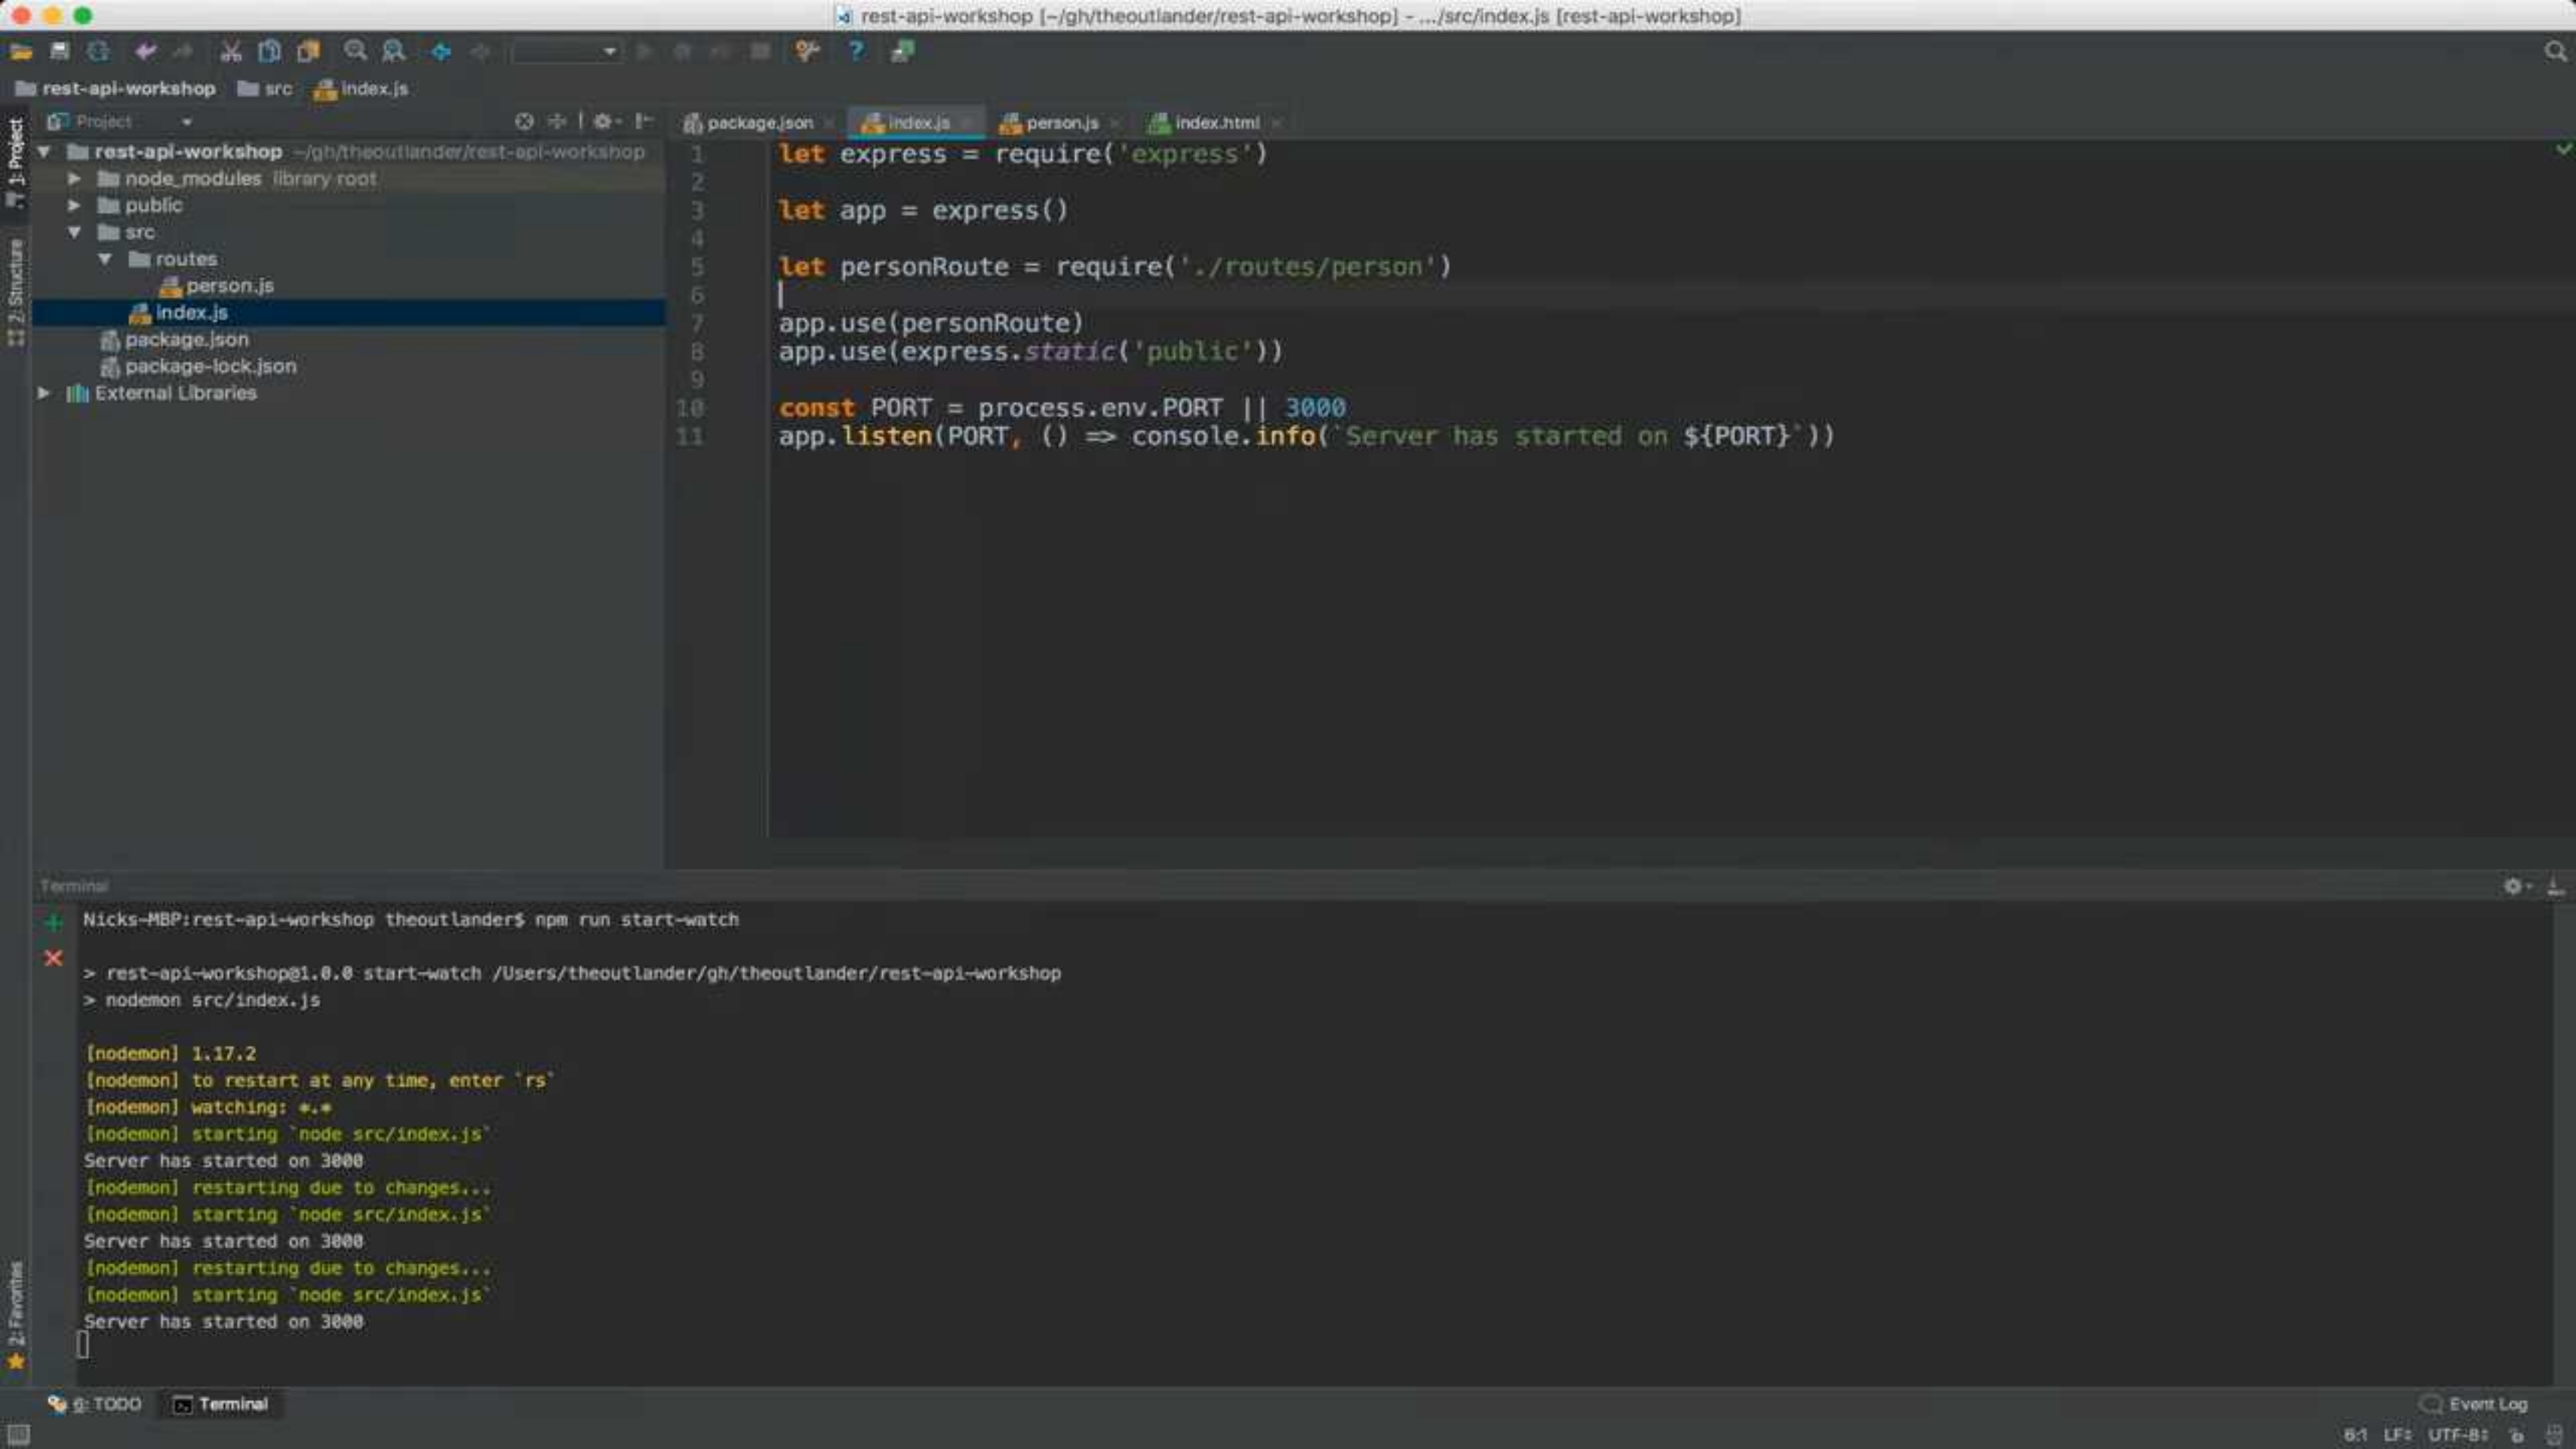 rest-api-workshop [~/gh/theoutlander/rest-api-workshop] - .../src/index.js [rest-api-workshop]
rest-api-workshop src index.js
Project
package.json index.js person.js index.html
1: Project
2: Structure
2: Favorites
rest-api-workshop ~/gh/theoutlander/rest-api-workshop
node_modules library root
public
src
routes
person.js
index.js
package.json
package-lock.json
External Libraries
1 let express = require('express')
2
3 let app = express()
4
5 let personRoute = require('./routes/person')
6
7 app.use(personRoute)
8 app.use(express.static('public'))
9
10 const PORT = process.env.PORT || 3000
11 app.listen(PORT, () => console.info(`Server has started on ${PORT}`))
Terminal
Nicks-MBP:rest-api-workshop theoutlander$ npm run start-watch
> rest-api-workshop@1.0.0 start-watch /Users/theoutlander/gh/theoutlander/rest-api-workshop
> nodemon src/index.js
[nodemon] 1.17.2
[nodemon] to restart at any time, enter `rs`
[nodemon] watching: *.*
[nodemon] starting `node src/index.js`
Server has started on 3000
[nodemon] restarting due to changes...
[nodemon] starting `node src/index.js`
Server has started on 3000
[nodemon] restarting due to changes...
[nodemon] starting `node src/index.js`
Server has started on 3000
6: TODO Terminal
Event Log
6:1 LF UTF-8